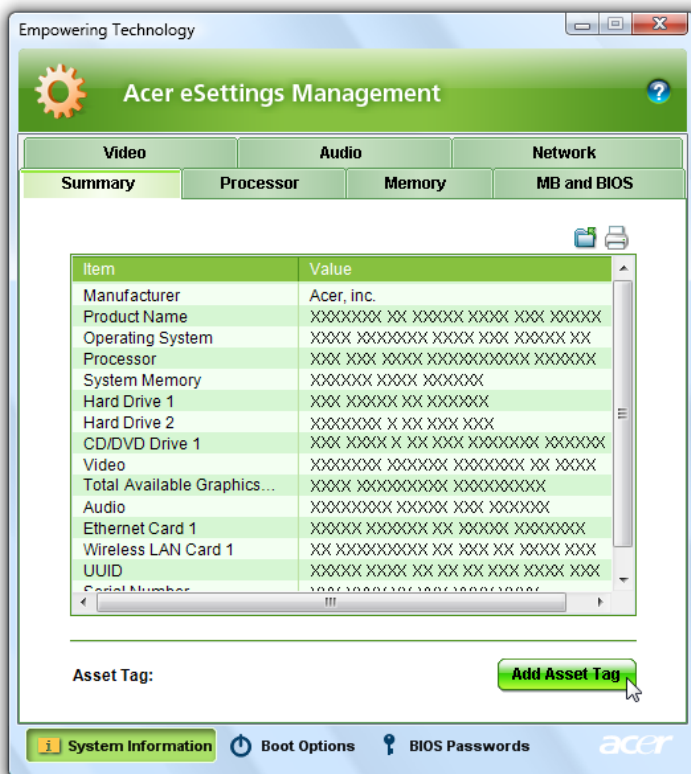 Empowering Technology
Acer eSettings Management
Video Audio Network
Summary Processor Memory MB and BIOS
Item Value
Manufacturer Acer, inc.
Product Name XXXXXXX XX XXXXX XXXX XXX XXXXX
Operating System XXXX XXXXXXX XXXX XXX XXXXX XX
Processor XXX XXX XXXX XXXXXXXXXX XXXXXX
System Memory XXXXXX XXXX XXXXXX
Hard Drive 1 XXX XXXXX XX XXXXXX
Hard Drive 2 XXXXXXX X XX XXX XXX
CD/DVD Drive 1 XXX XXXX X XX XXX XXXXXXX XXXXXX
Video XXXXXXX XXXXXX XXXXXXX XX XXXX
Total Available Graphics... XXXX XXXXXXXXX XXXXXXXXX
Audio XXXXXXXX XXXXX XXX XXXXXX
Ethernet Card 1 XXXXX XXXXXX XX XXXXX XXXXXXX
Wireless LAN Card 1 XX XXXXXXXXX XX XXX XX XXXX XXX
UUID XXXXX XXXX XX XX XX XXX XXXX XXX
Serial Number
Asset Tag: Add Asset Tag
System Information Boot Options BIOS Passwords acer